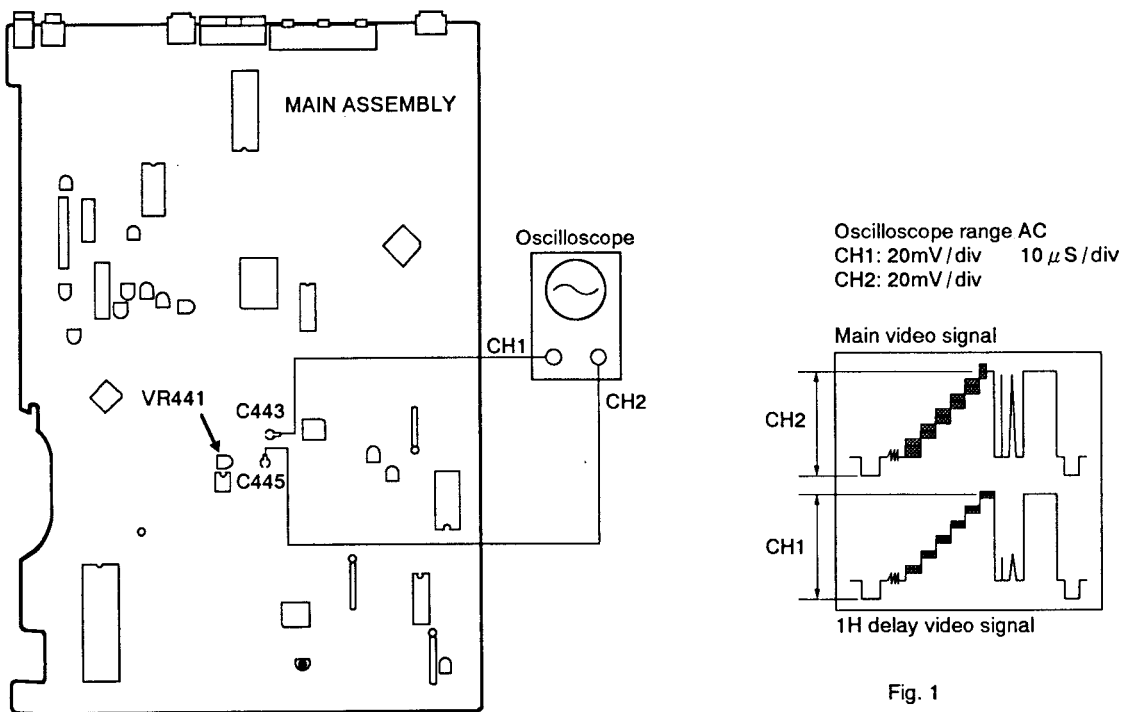 MAIN ASSEMBLY
Oscilloscope
CH1
CH2
VR441
C443
C445
Oscilloscope range AC
CH1: 20mV/div 10 μS/div
CH2: 20mV/div
Main video signal
CH2
CH1
1H delay video signal
Fig. 1